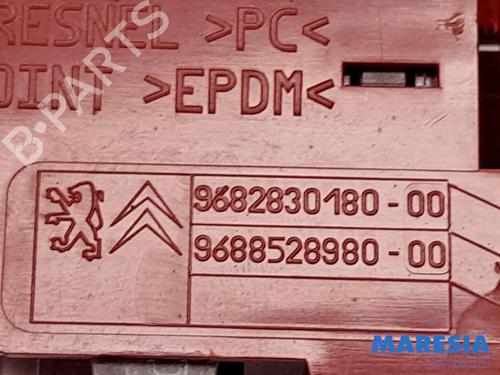 RESNEL >PC<
OINT >EPDM<
9682830180-00
9688528980-00
B-PARTS
MARESIA